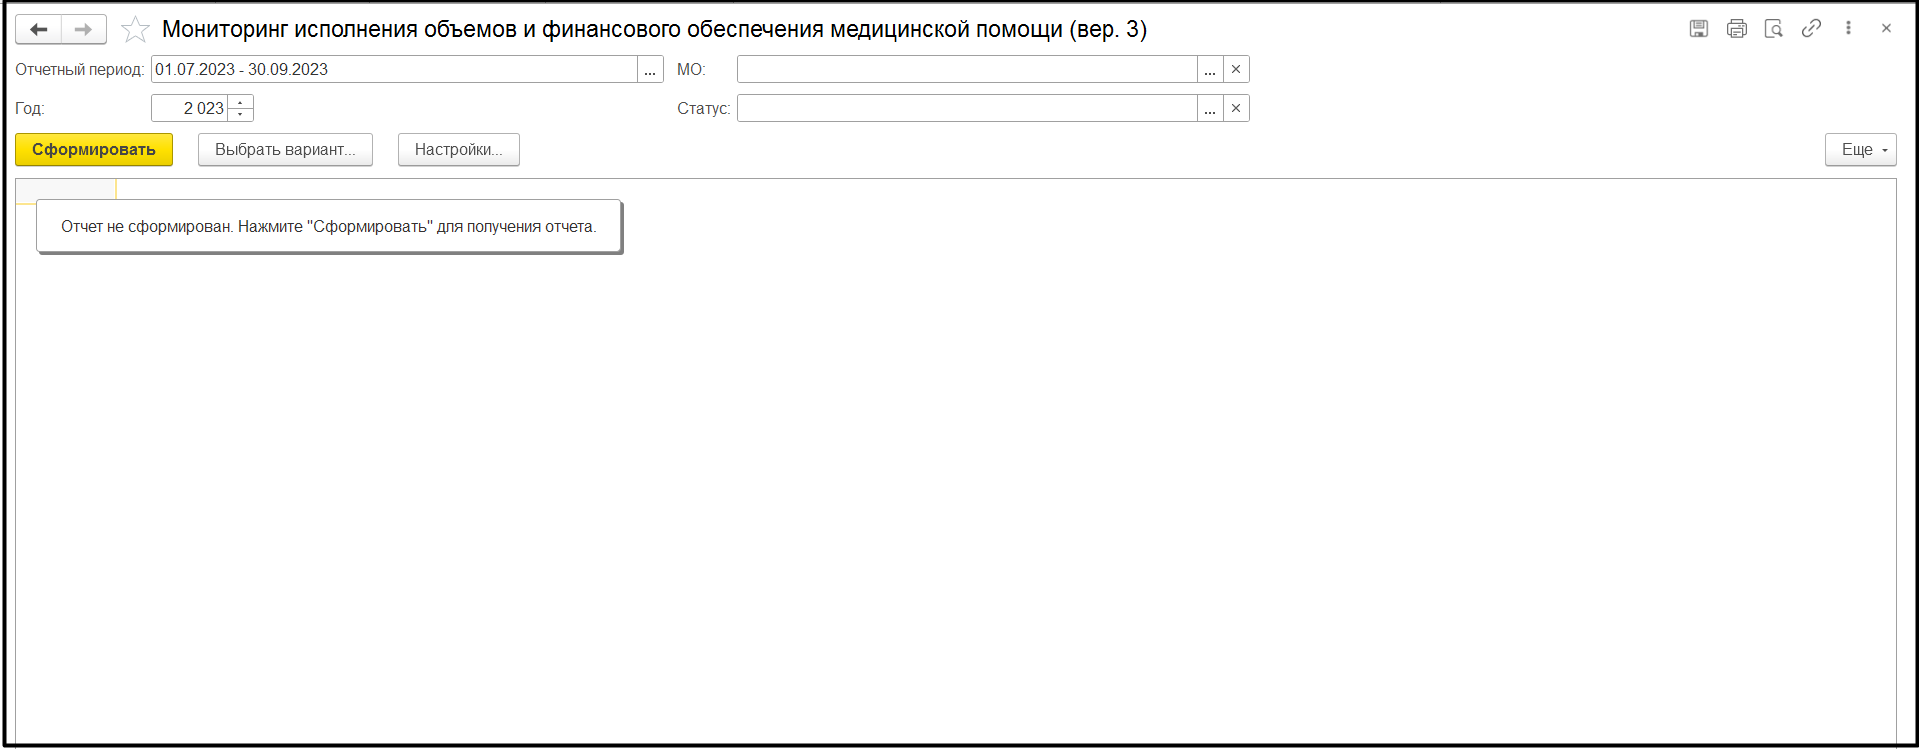 Мониторинг исполнения объемов и финансового обеспечения медицинской помощи (вер. 3)
Отчетный период: 01.07.2023 - 30.09.2023 ... МО: ... ×
Год: 2 023 Статус: ... ×
Сформировать Выбрать вариант... Настройки... Еще
Отчет не сформирован. Нажмите "Сформировать" для получения отчета.